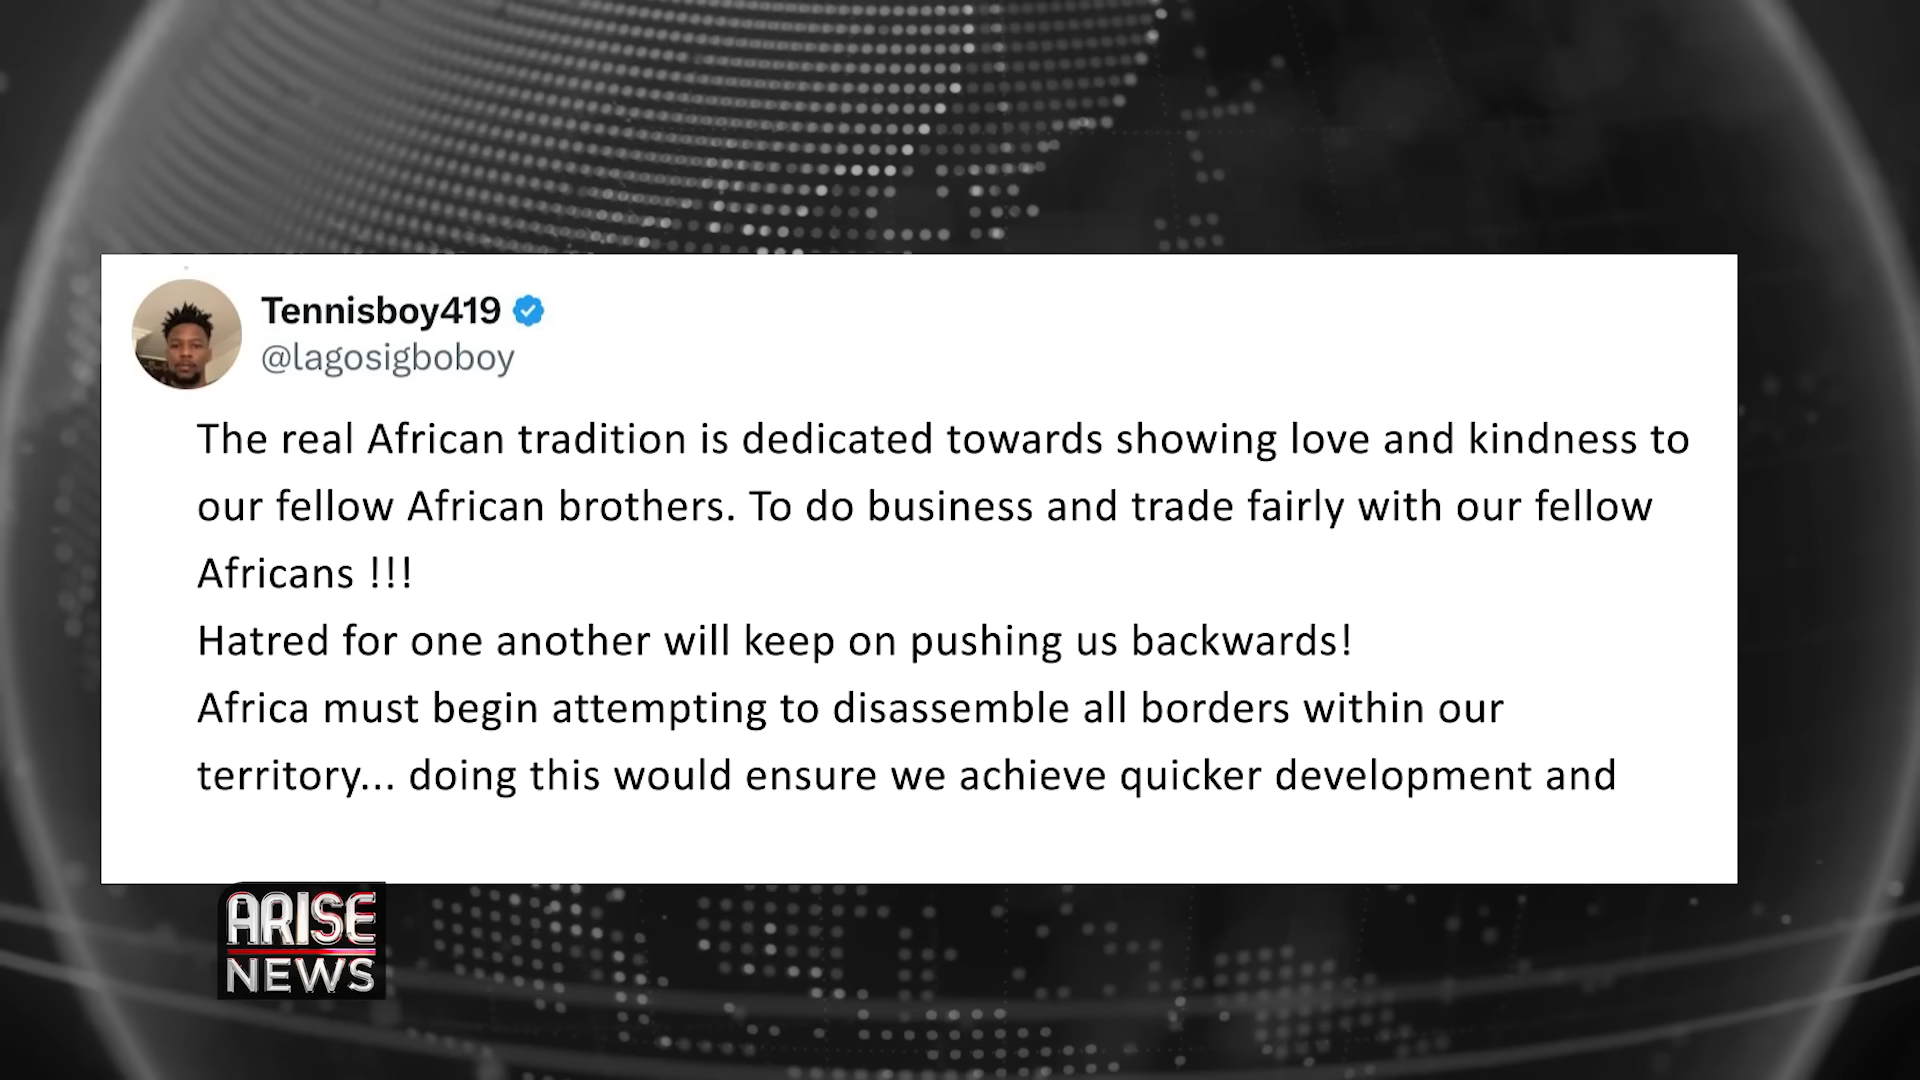 Tennisboy419
@lagosigboboy
The real African tradition is dedicated towards showing love and kindness to
our fellow African brothers. To do business and trade fairly with our fellow
Africans !!!
Hatred for one another will keep on pushing us backwards!
Africa must begin attempting to disassemble all borders within our
territory... doing this would ensure we achieve quicker development and
ARISE
NEWS